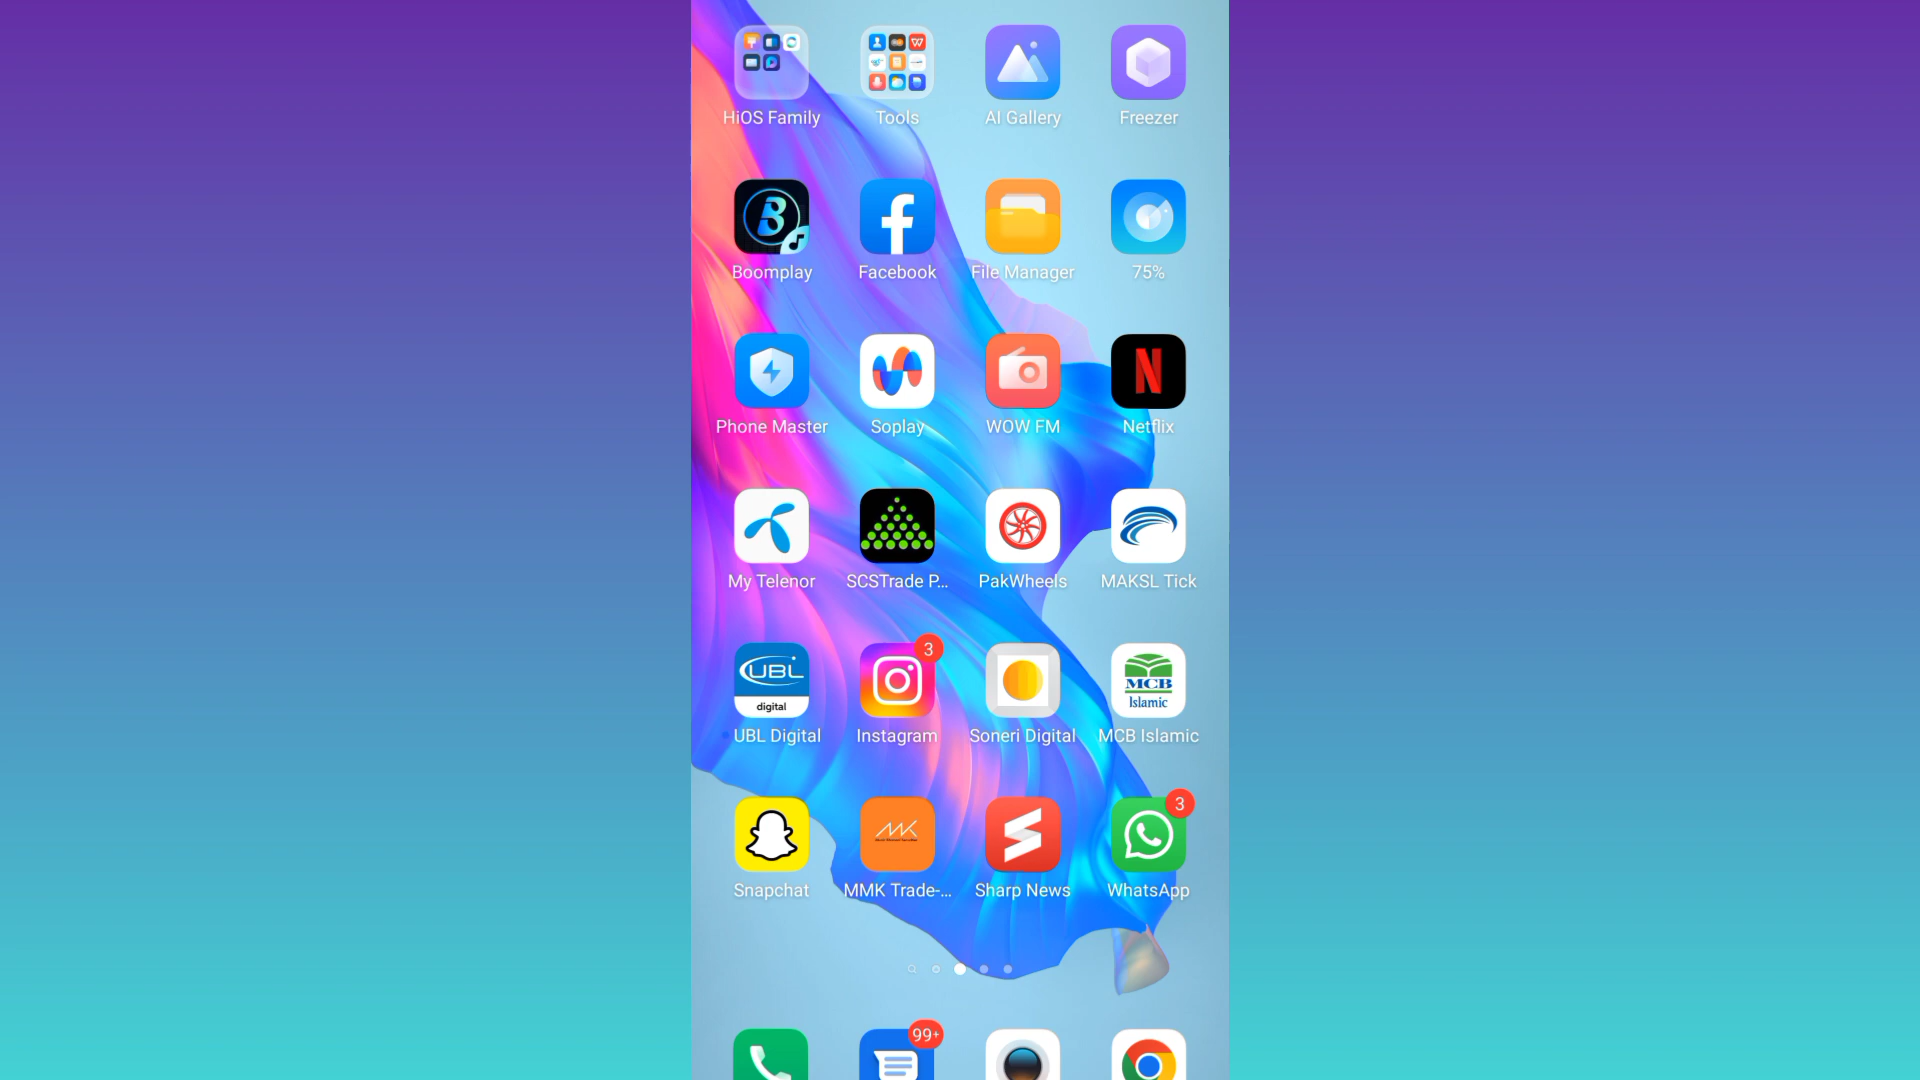 HiOS Family Tools AI Gallery Freezer
Boomplay Facebook File Manager 75%
Phone Master Soplay WOW FM Netflix
My Telenor SCSTrade P... PakWheels MAKSL Tick
UBL
digital
3
MCB
Islamic
UBL Digital Instagram Soneri Digital MCB Islamic
MK
3
Snapchat MMK Trade-... Sharp News WhatsApp
99+